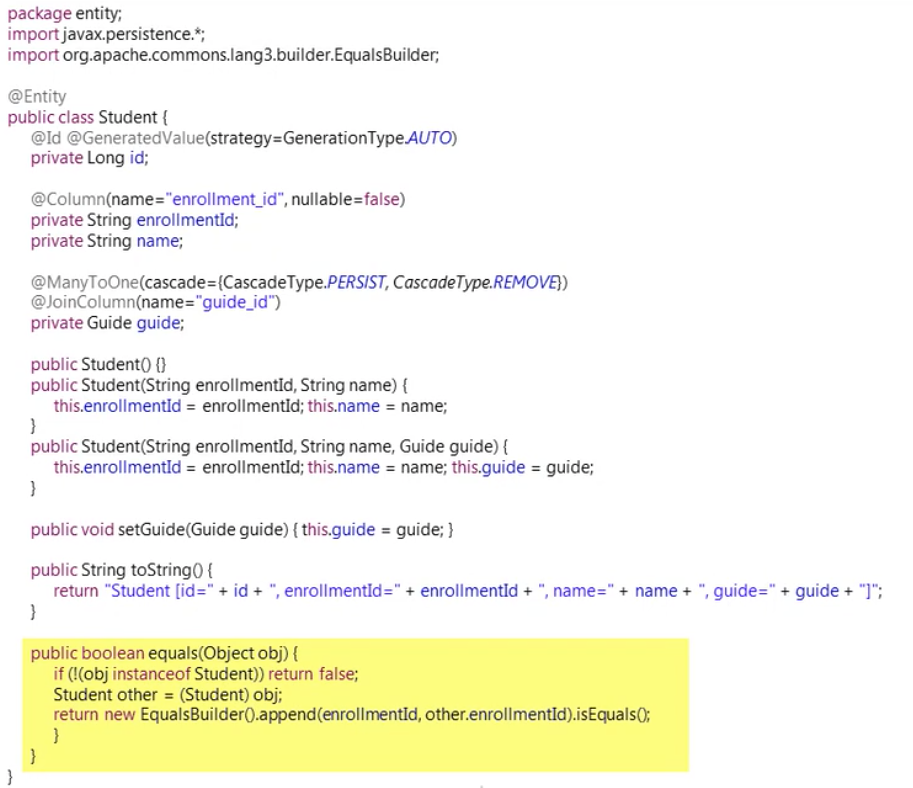 package entity;
import javax.persistence.*;
import org.apache.commons.lang3.builder.EqualsBuilder;
@Entity
public class Student {
@Id @GeneratedValue(strategy=GenerationType.AUTO)
private Long id;
@Column(name="enrollment_id", nullable=false)
private String enrollmentId;
private String name;
@ManyToOne(cascade={CascadeType.PERSIST, CascadeType.REMOVE})
@JoinColumn(name="guide_id")
private Guide guide;
public Student() {}
public Student(String enrollmentId, String name) {
this.enrollmentId = enrollmentId; this.name = name;
}
public Student(String enrollmentId, String name, Guide guide) {
this.enrollmentId = enrollmentId; this.name = name; this.guide = guide;
}
public void setGuide(Guide guide) { this.guide = guide; }
public String toString() {
return "Student [id=" + id + ", enrollmentId=" + enrollmentId + ", name=" + name + ", guide=" + guide + "]";
}
public boolean equals(Object obj) {
if (!(obj instanceof Student)) return false;
Student other = (Student) obj;
return new EqualsBuilder().append(enrollmentId, other.enrollmentId).isEquals();
}
}
}